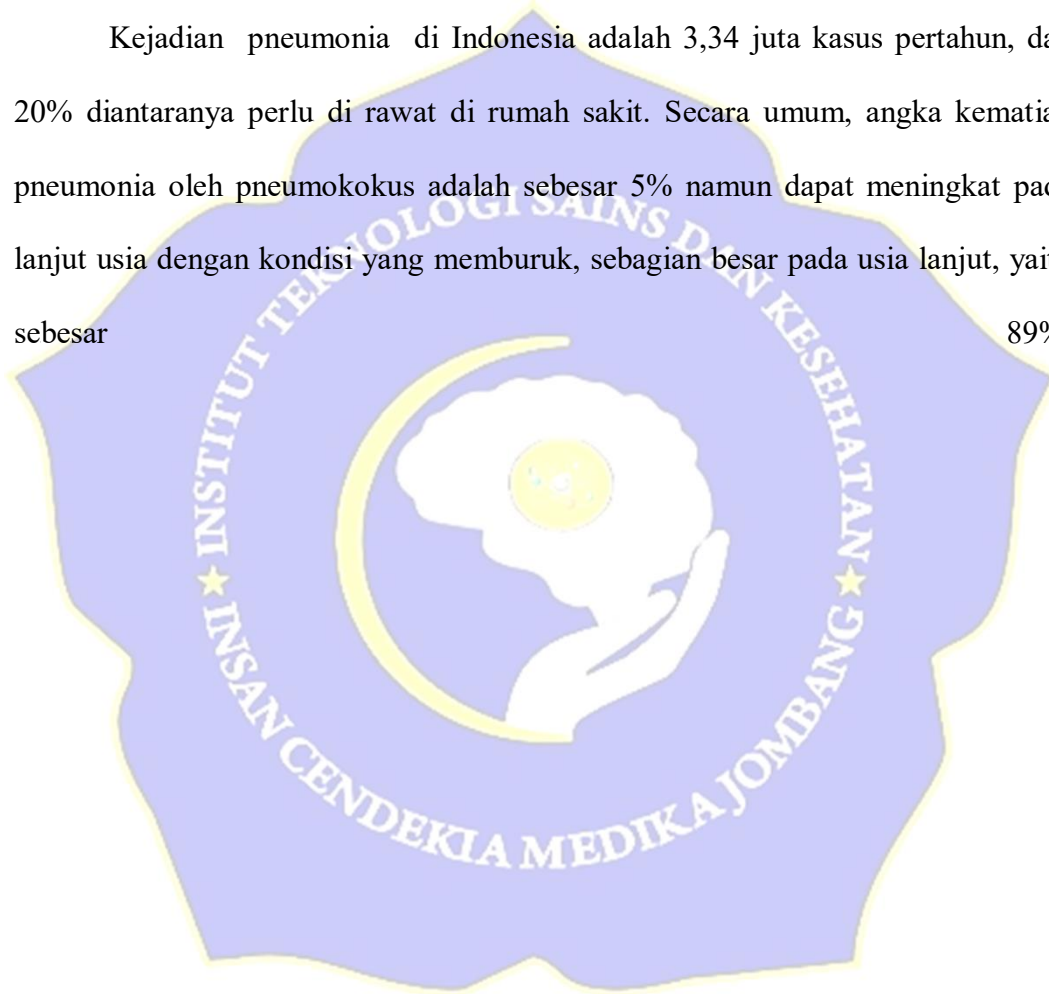 Kejadian pneumonia di Indonesia adalah 3,34 juta kasus pertahun, da
20% diantaranya perlu di rawat di rumah sakit. Secara umum, angka kematia
pneumonia oleh pneumokokus adalah sebesar 5% namun dapat meningkat pad
lanjut usia dengan kondisi yang memburuk, sebagian besar pada usia lanjut, yait
sebesar 89%
INSTITUT TEKNOLOGI SAINS DAN KESEHATAN
INSAN CENDEKIA MEDIKA JOMBANG